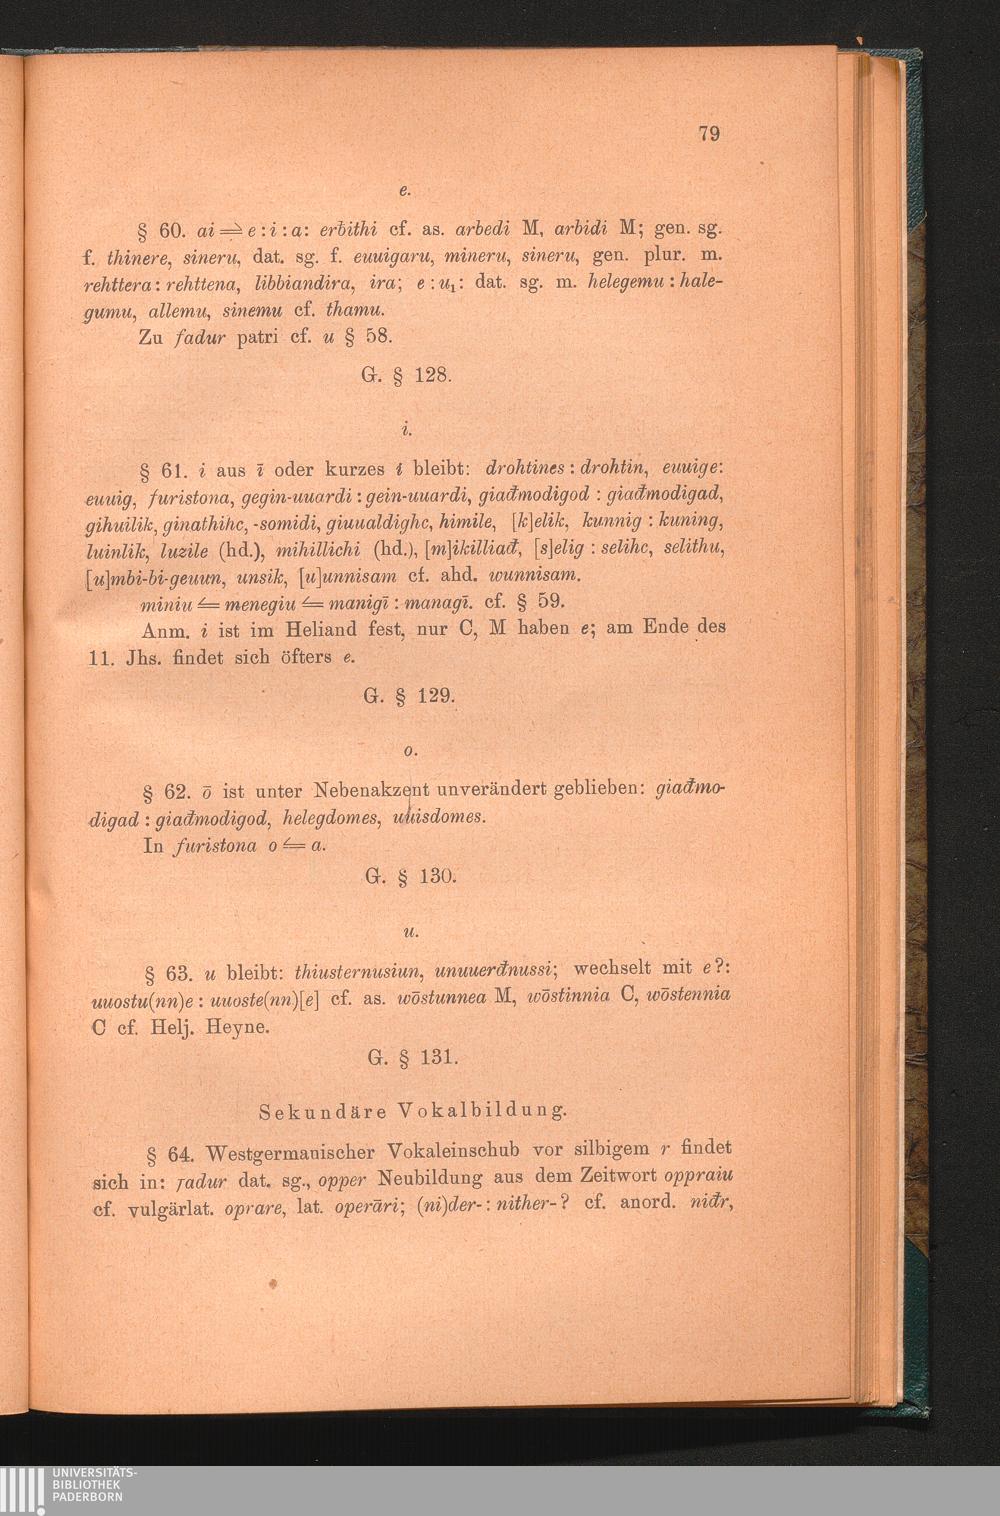 79
e.
§ 60. ai ⇌ e : i : a: erƀithi cf. as. arbedi M, arbidi M; gen. sg.
f. thinere, sineru, dat. sg. f. euuigaru, mineru, sineru, gen. plur. m.
rehttera : rehttena, libbiandira, ira; e : u₁: dat. sg. m. helegemu : hale-
gumu, allemu, sinemu cf. thamu.
Zu fadur patri cf. u § 58.
G. § 128.
i.
§ 61. i aus ī oder kurzes i bleibt: drohtines : drohtin, euuige:
euuig, furistona, gegin-uuardi : gein-uuardi, giađmodigod : giađmodigad,
gihuilik, ginathihc, -somidi, giuualdighc, himile, [k]elik, kunnig : kuning,
luinlik, luzile (hd.), mihillichi (hd.), [m]ikilliađ, [s]elig : selihc, selithu,
[u]mbi-bi-geuun, unsik, [u]unnisam cf. ahd. wunnisam.
miniu ⇐ menegiu ⇐ manigī : managī. cf. § 59.
Anm. i ist im Heliand fest, nur C, M haben e; am Ende des
11. Jhs. findet sich öfters e.
G. § 129.
o.
§ 62. ō ist unter Nebenakzent unverändert geblieben: giađmo-
digad : giađmodigod, helegdomes, uuisdomes.
In furistona o ⇐ a.
G. § 130.
u.
§ 63. u bleibt: thiusternusiun, unuuerđnussi; wechselt mit e?:
uuostu(nn)e : uuoste(nn)[e] cf. as. wōstunnea M, wōstinnia C, wōstennia
C cf. Helj. Heyne.
G. § 131.
Sekundäre Vokalbildung.
§ 64. Westgermanischer Vokaleinschub vor silbigem r findet
sich in: fadur dat. sg., opper Neubildung aus dem Zeitwort oppraiu
cf. vulgärlat. oprare, lat. operāri; (ni)der- : nither-? cf. anord. niđr,
UNIVERSITÄTS-
BIBLIOTHEK
PADERBORN